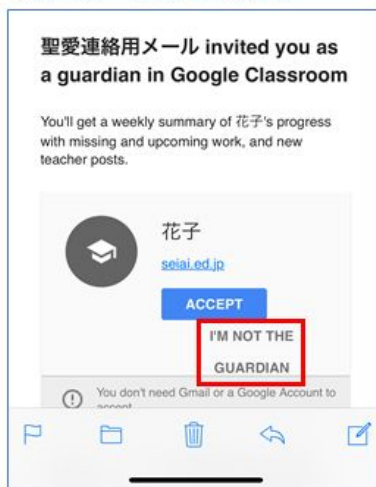 聖愛連絡用メール invited you as
a guardian in Google Classroom
You'll get a weekly summary of 花子's progress
with missing and upcoming work, and new
teacher posts.
花子
seiai.ed.jp
ACCEPT
I'M NOT THE
GUARDIAN
You don't need Gmail or a Google Account to